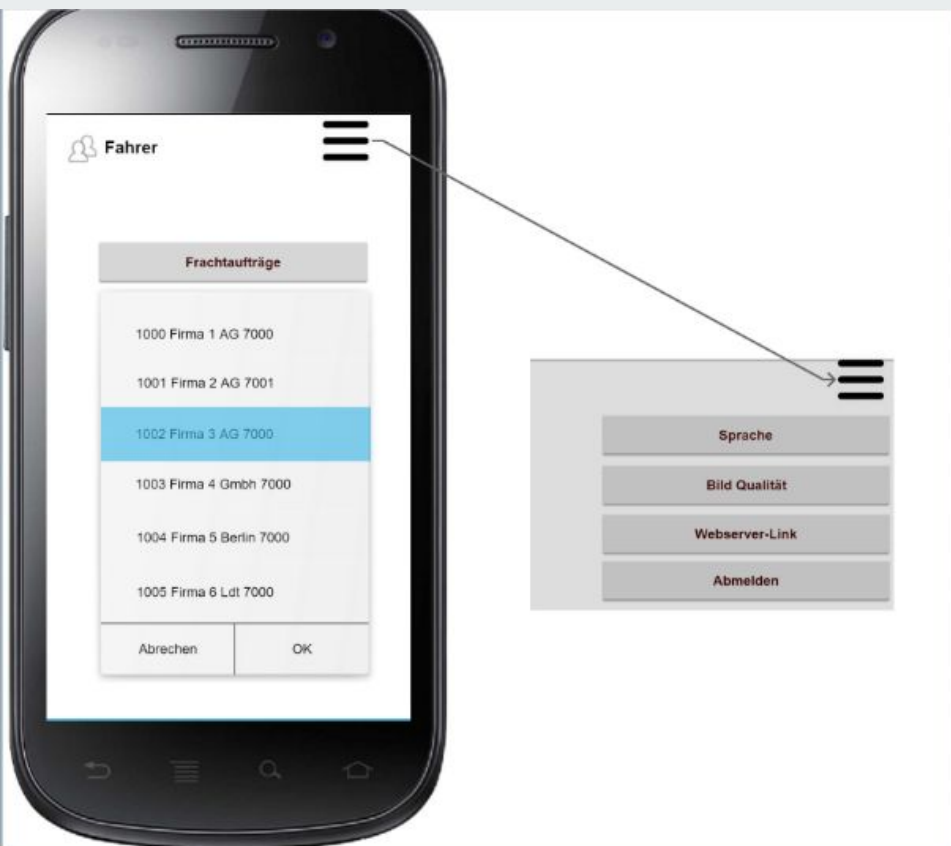 Fahrer
Frachtaufträge
1000 Firma 1 AG 7000
1001 Firma 2 AG 7001
1002 Firma 3 AG 7000
1003 Firma 4 Gmbh 7000
1004 Firma 5 Berlin 7000
1005 Firma 6 Ldt 7000
Abrechen OK
Sprache
Bild Qualität
Webserver-Link
Abmelden